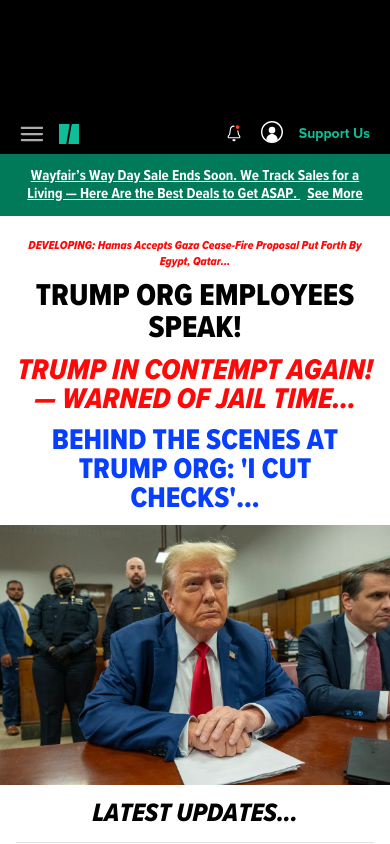 Support Us
Wayfair's Way Day Sale Ends Soon. We Track Sales for a
Living — Here Are the Best Deals to Get ASAP. See More
DEVELOPING: Hamas Accepts Gaza Cease-Fire Proposal Put Forth By
Egypt, Qatar...
TRUMP ORG EMPLOYEES
SPEAK!
TRUMP IN CONTEMPT AGAIN!
— WARNED OF JAIL TIME...
BEHIND THE SCENES AT
TRUMP ORG: 'I CUT
CHECKS'...
LATEST UPDATES...